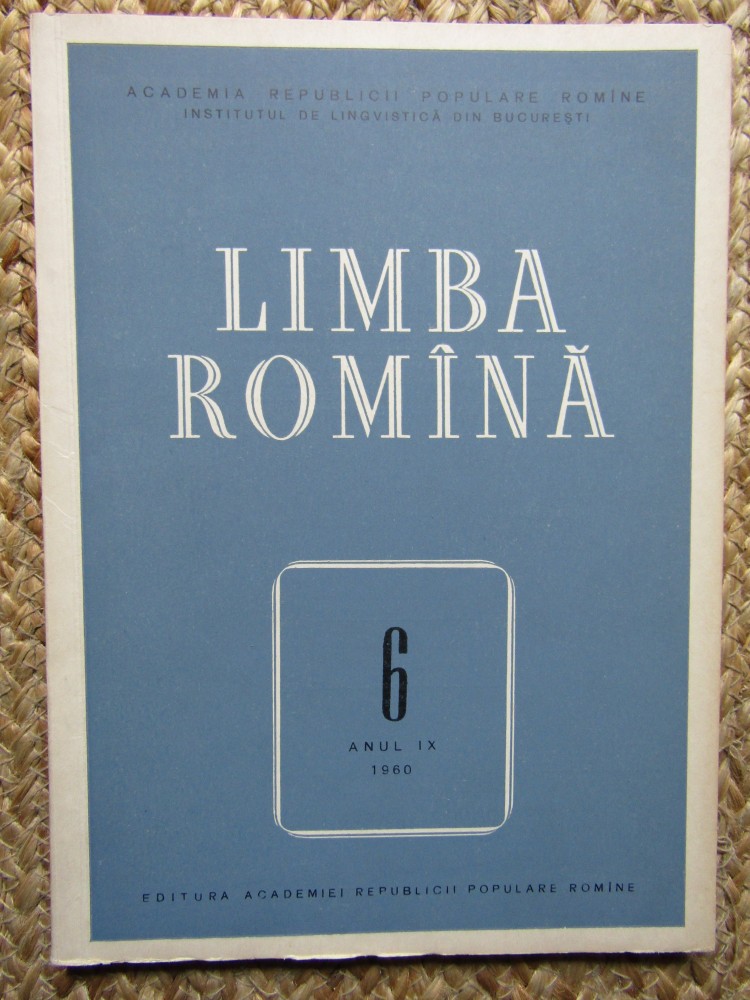 ACADEMIA REPUBLICII POPULARE ROMÎNE
INSTITUTUL DE LINGVISTICĂ DIN BUCUREȘTI
LIMBA
ROMÎNĂ
6
ANUL IX
1960
EDITURA ACADEMIEI REPUBLICII POPULARE ROMÎNE